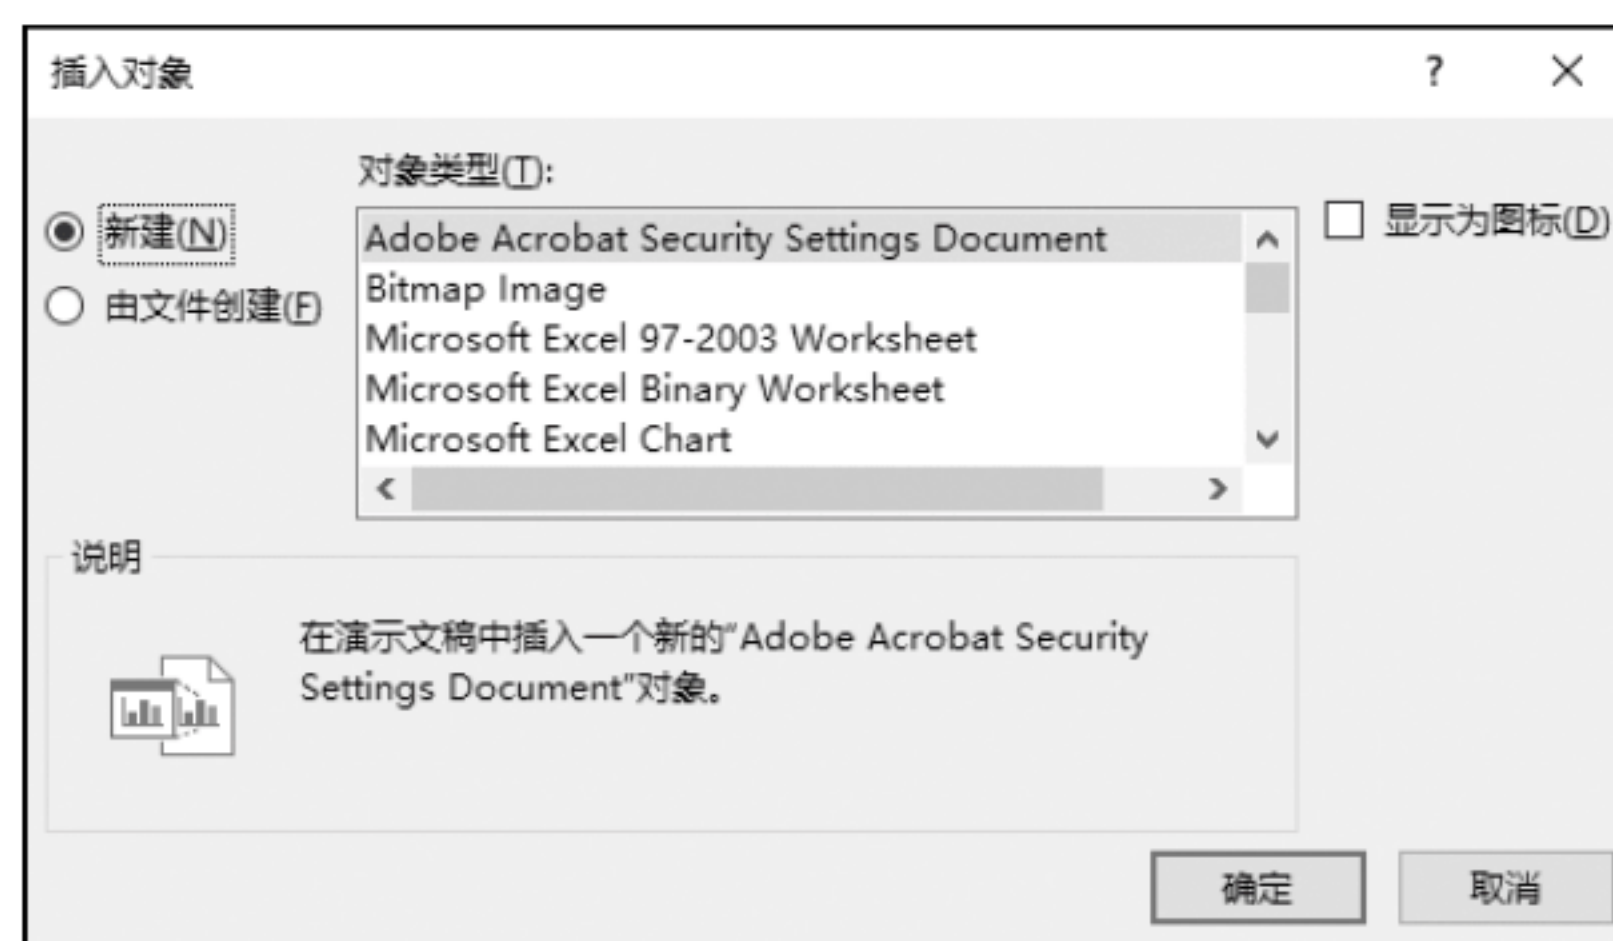 插入对象
?
对象类型(T):
新建(N)
由文件创建(F)
Adobe Acrobat Security Settings Document
Bitmap Image
Microsoft Excel 97-2003 Worksheet
Microsoft Excel Binary Worksheet
Microsoft Excel Chart
显示为图标(D)
说明
在演示文稿中插入一个新的"Adobe Acrobat Security
Settings Document"对象。
确定
取消